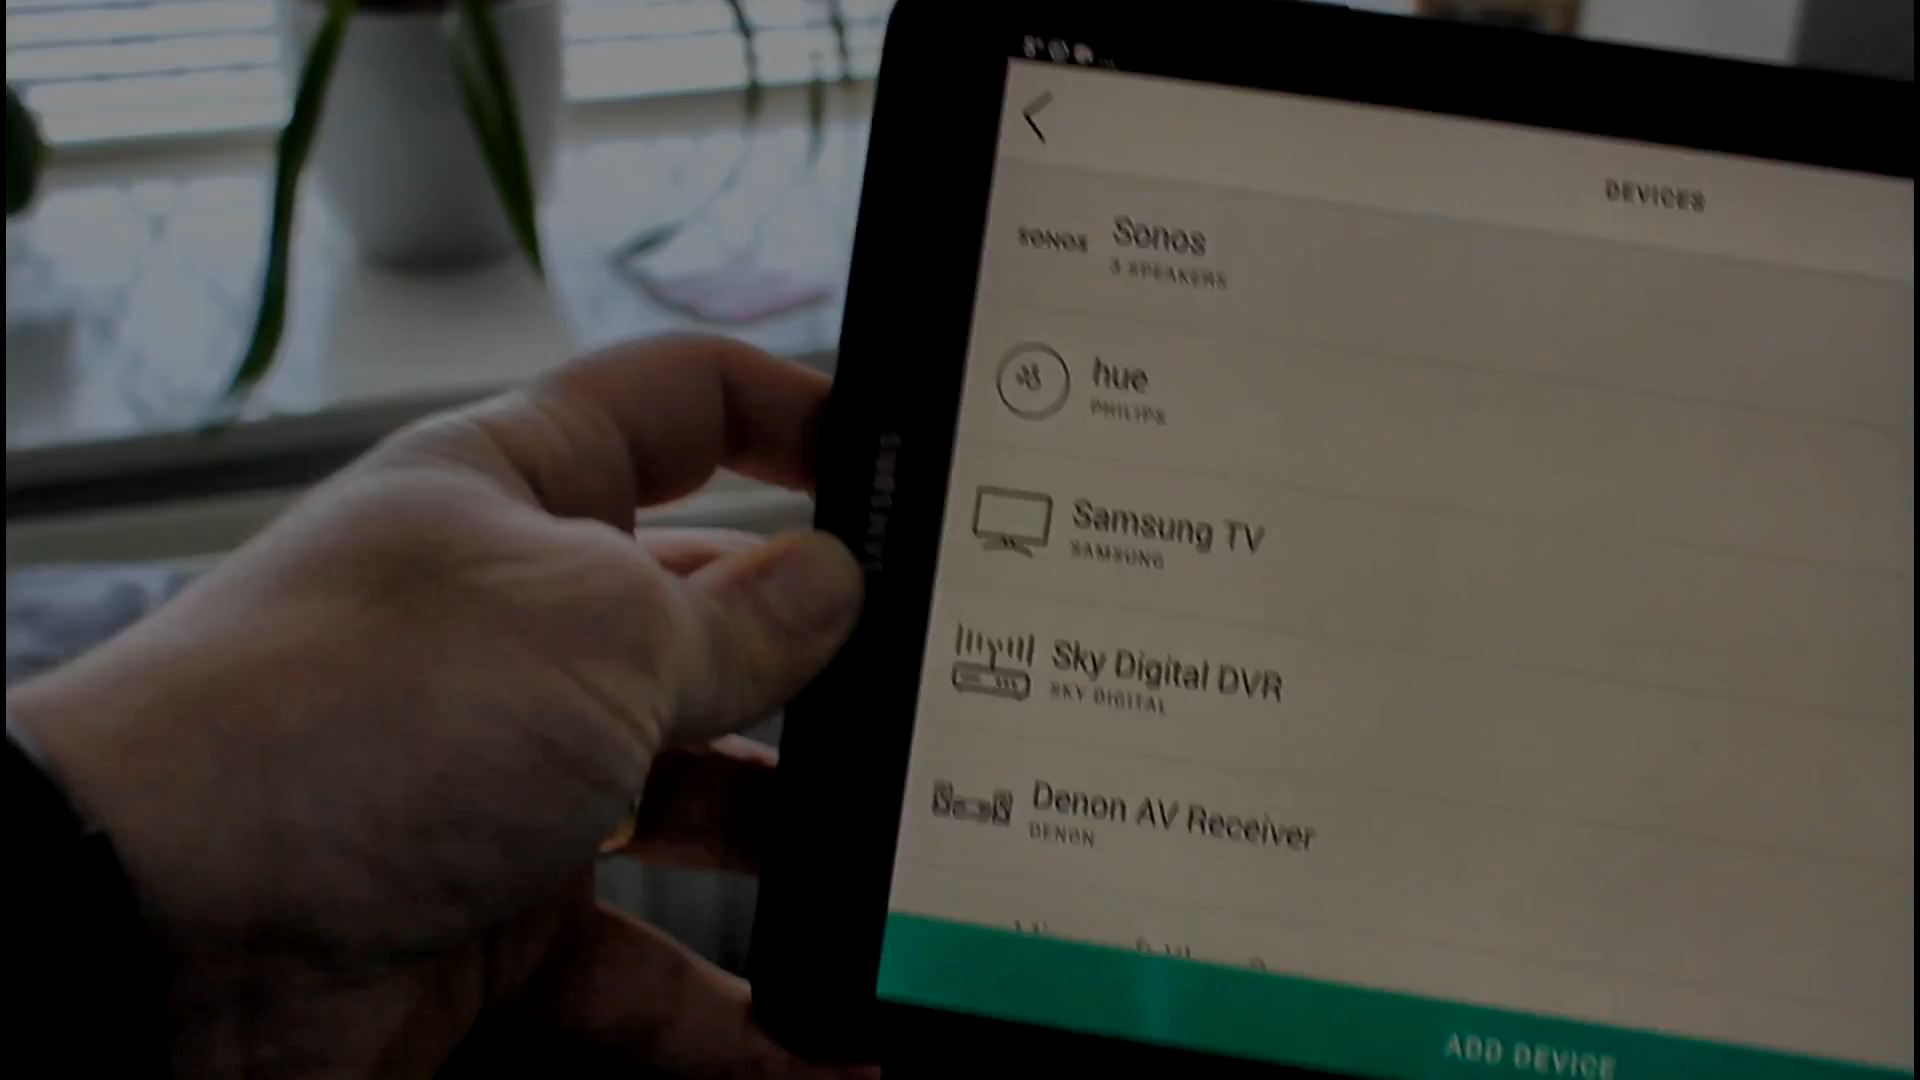 DEVICES
SONOS
Sonos
3 SPEAKERS
hue
PHILIPS
Samsung TV
SAMSUNG
Sky Digital DVR
SKY DIGITAL
Denon AV Receiver
DENON
ADD DEVICE
SAMSUNG